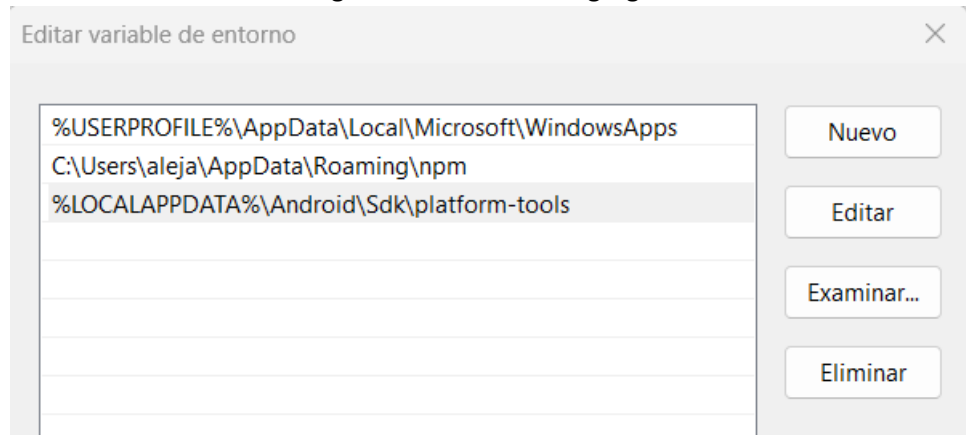 Editar variable de entorno
%USERPROFILE%\AppData\Local\Microsoft\WindowsApps
Nuevo
C:\Users\aleja\AppData\Roaming\npm
%LOCALAPPDATA%\Android\Sdk\platform-tools
Editar
Examinar...
Eliminar